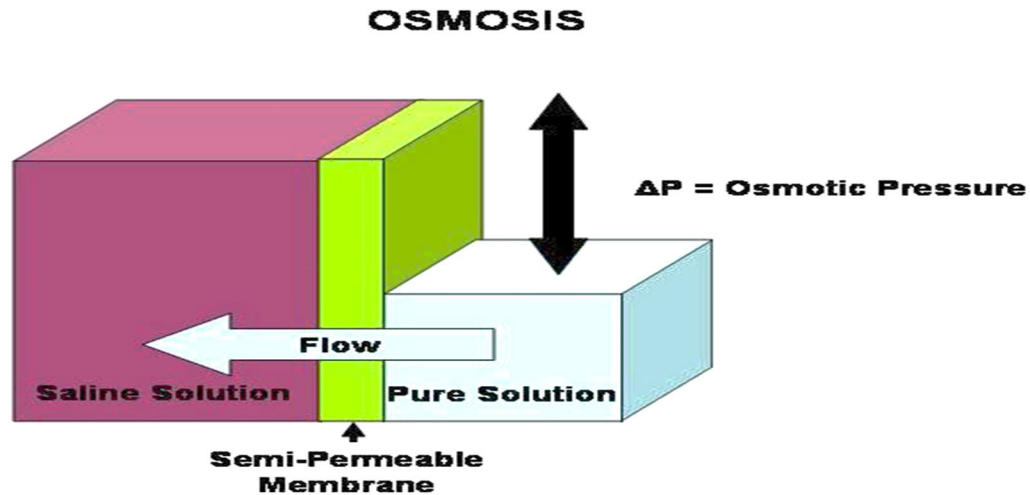 OSMOSIS
ΔP = Osmotic Pressure
Flow
Saline Solution
Pure Solution
Semi-Permeable
Membrane